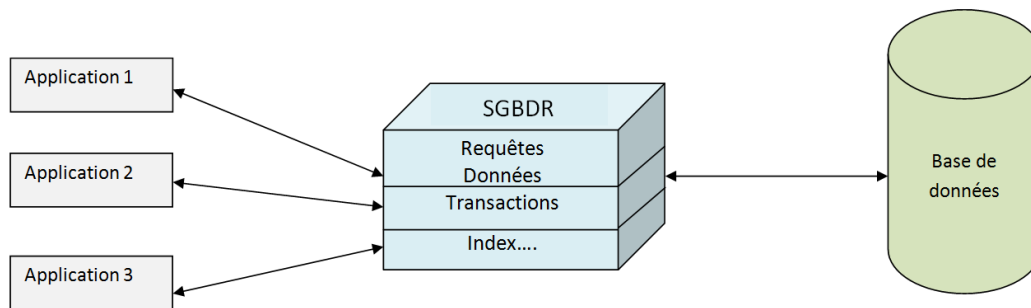 Application 1
Application 2
Application 3
SGBDR
Requêtes
Données
Transactions
Index....
Base de
données